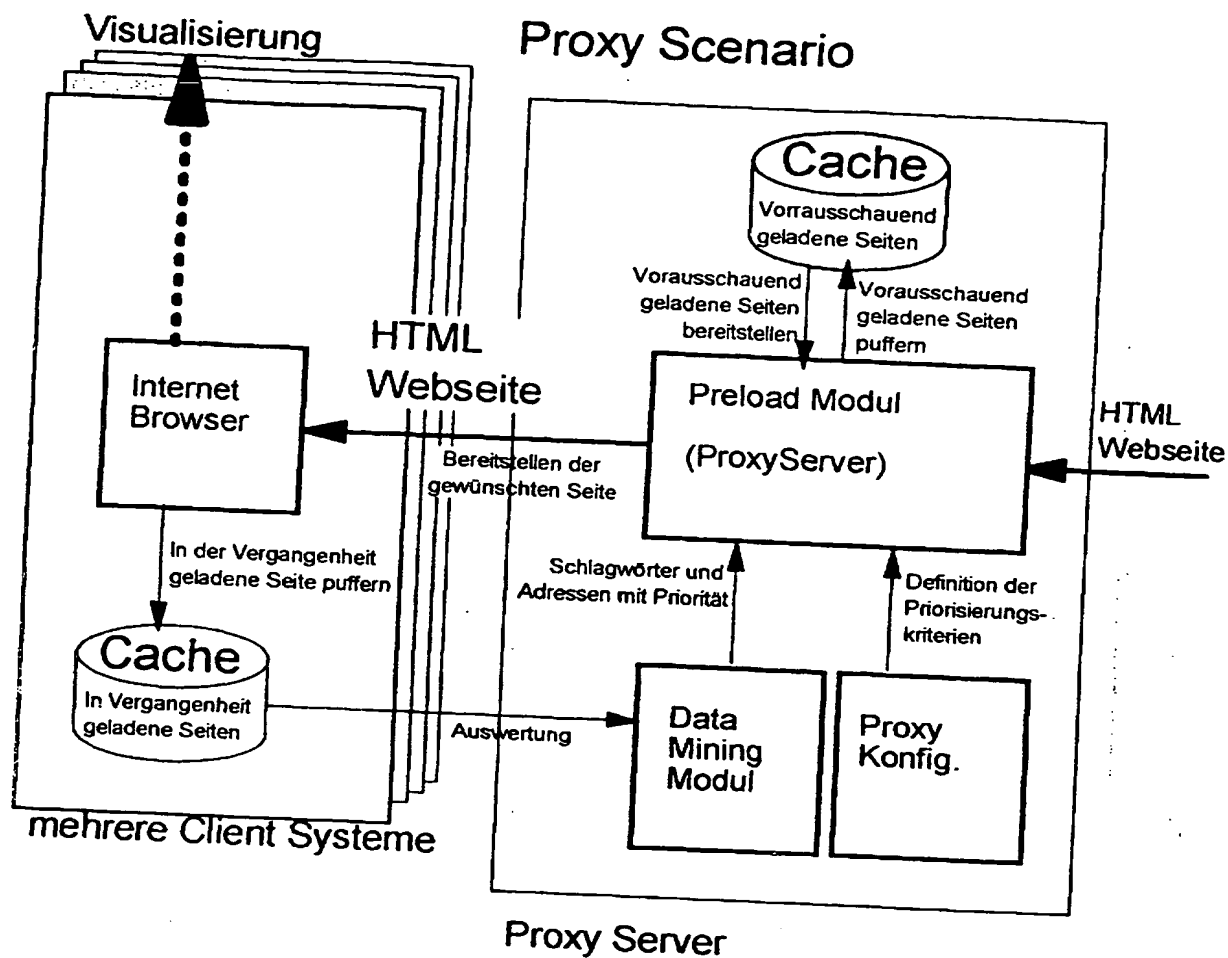 Visualisierung
Proxy Scenario
Cache
Vorrausschauend
geladene Seiten
Vorausschauend
geladene Seiten
bereitstellen
Vorausschauend
geladene Seiten
puffern
HTML
Webseite
Internet
Browser
Preload Modul
(ProxyServer)
HTML
Webseite
Bereitstellen der
gewünschten Seite
In der Vergangenheit
geladene Seite puffern
Schlagwörter und
Adressen mit Priorität
Definition der
Priorisierungs-
kriterien
Cache
In Vergangenheit
geladene Seiten
Auswertung
Data
Mining
Modul
Proxy
Konfig.
mehrere Client Systeme
Proxy Server